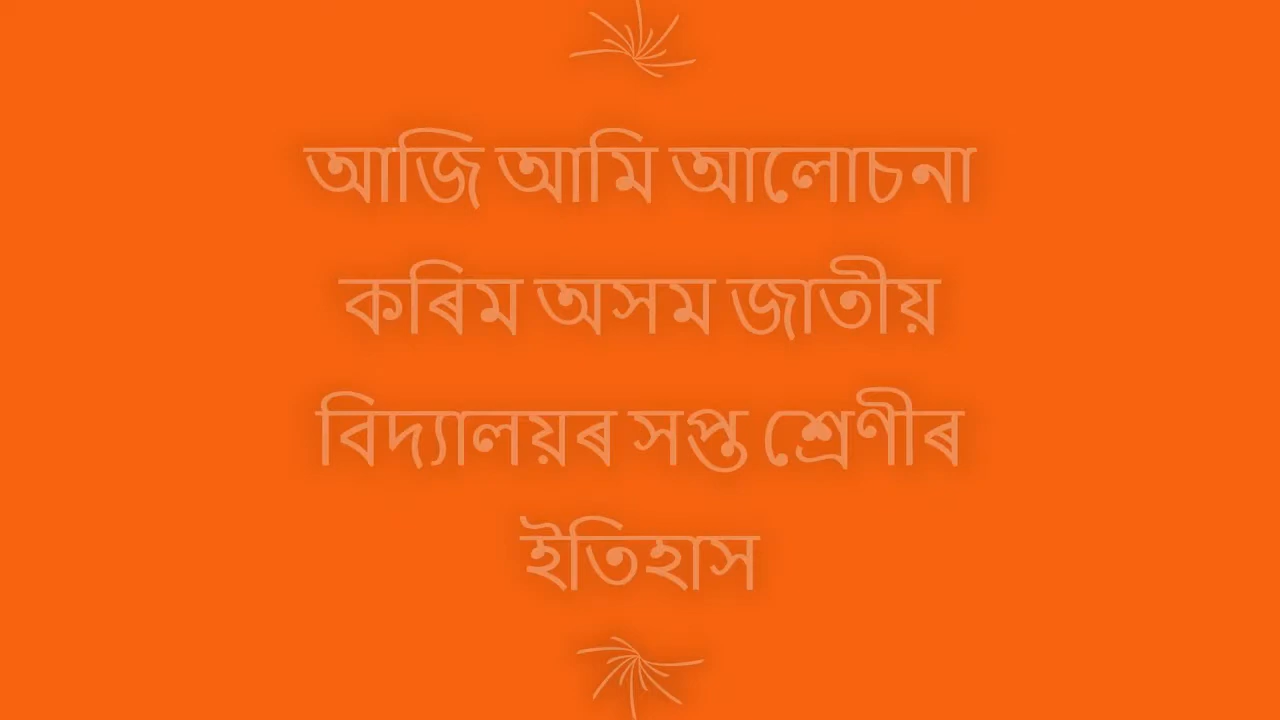 আজি আমি আলোচনা
কৰিম অসম জাতীয়
বিদ্যালয়ৰ সপ্ত শ্ৰেণীৰ
ইতিহাস